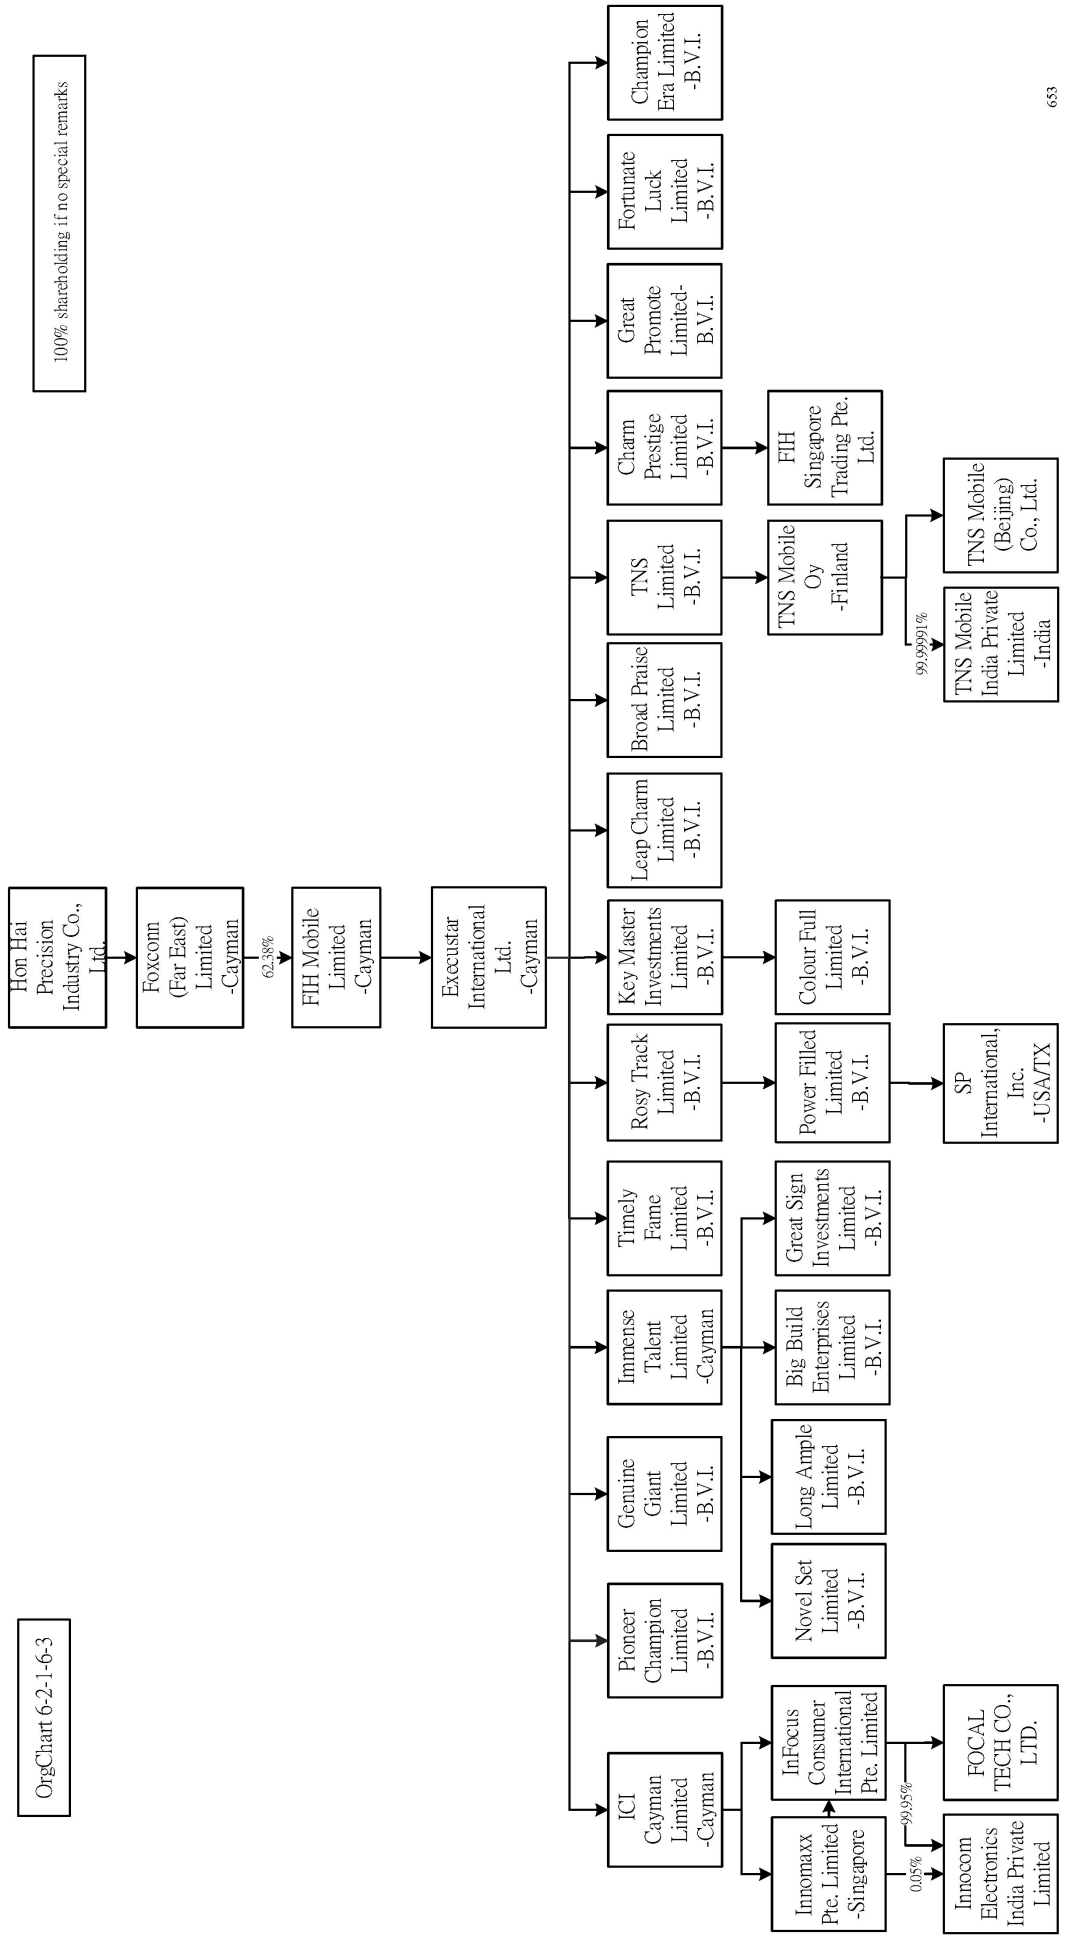 OrgChart 6-2-1-6-3
100% shareholding if no special remarks
Hon Hai
Precision
Industry Co.,
Ltd.
Foxconn
(Far East)
Limited
-Cayman
62.38%
FIH Mobile
Limited
-Cayman
Execustar
International
Ltd.
-Cayman
ICI
Cayman
Limited
-Cayman
Pioneer
Champion
Limited
-B.V.I.
Genuine
Giant
Limited
-B.V.I.
Immense
Talent
Limited
-Cayman
Timely
Fame
Limited
-B.V.I.
Rosy Track
Limited
-B.V.I.
Key Master
Investments
Limited
-B.V.I.
Leap Charm
Limited
-B.V.I.
Broad Praise
Limited
-B.V.I.
TNS
Limited
-B.V.I.
Charm
Prestige
Limited
-B.V.I.
Great
Promote
Limited-
B.V.I.
Fortunate
Luck
Limited
-B.V.I.
Champion
Era Limited
-B.V.I.
Innomaxx
Pte. Limited
-Singapore
InFocus
Consumer
International
Pte. Limited
Novel Set
Limited
-B.V.I.
Long Ample
Limited
-B.V.I.
Big Build
Enterprises
Limited
-B.V.I.
Great Sign
Investments
Limited
-B.V.I.
Power Filled
Limited
-B.V.I.
Colour Full
Limited
-B.V.I.
TNS Mobile
Oy
-Finland
FIH
Singapore
Trading Pte.
Ltd.
0.05%
99.95%
99.99991%
Innocom
Electronics
India Private
Limited
FOCAL
TECH CO.,
LTD.
SP
International,
Inc.
-USA/TX
TNS Mobile
India Private
Limited
-India
TNS Mobile
(Beijing)
Co., Ltd.
653